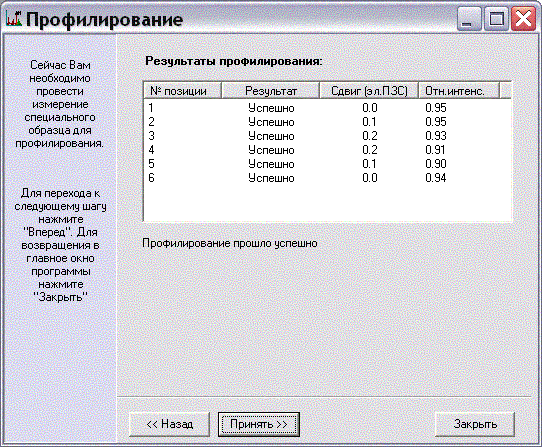 Профилирование
Сейчас Вам
необходимо
провести
измерение
специального
образца для
профилирования.
Для перехода к
следующему шагу
нажмите
"Вперед". Для
возвращения в
главное окно
программы
нажмите
"Закрыть"
Результаты профилирования:
№ позиции Результат Сдвиг (эл.ПЗС) Отн.интенс.
1 Успешно 0.0 0.95
2 Успешно 0.1 0.95
3 Успешно 0.2 0.93
4 Успешно 0.2 0.91
5 Успешно 0.1 0.90
6 Успешно 0.0 0.94
Профилирование прошло успешно
<< Назад Принять >> Закрыть